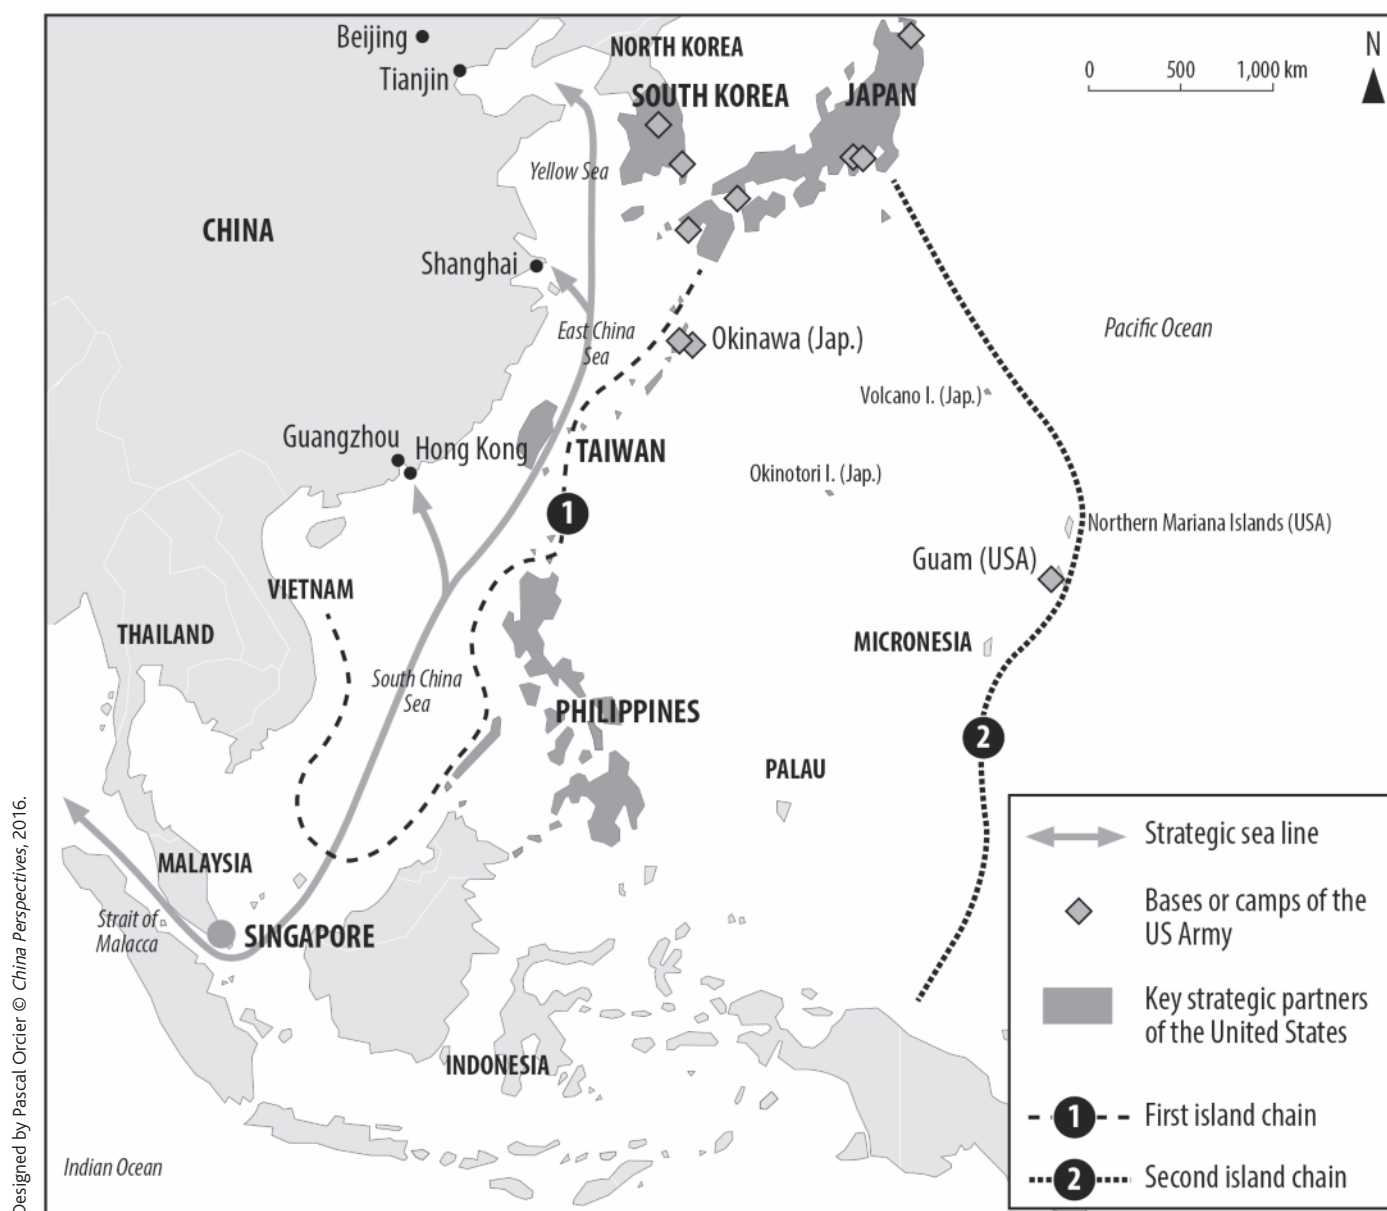 Beijing
Tianjin
NORTH KOREA
SOUTH KOREA
JAPAN
0 500 1,000 km
N
Yellow Sea
CHINA
Shanghai
East China
Sea
Okinawa (Jap.)
Pacific Ocean
Volcano I. (Jap.)
Guangzhou
Hong Kong
TAIWAN
Okinotori I. (Jap.)
1
Northern Mariana Islands (USA)
Guam (USA)
VIETNAM
THAILAND
MICRONESIA
South China
Sea
PHILIPPINES
2
PALAU
MALAYSIA
Strait of
Malacca
SINGAPORE
INDONESIA
Indian Ocean
Strategic sea line
Bases or camps of the
US Army
Key strategic partners
of the United States
1 First island chain
2 Second island chain
Designed by Pascal Orcier © China Perspectives, 2016.